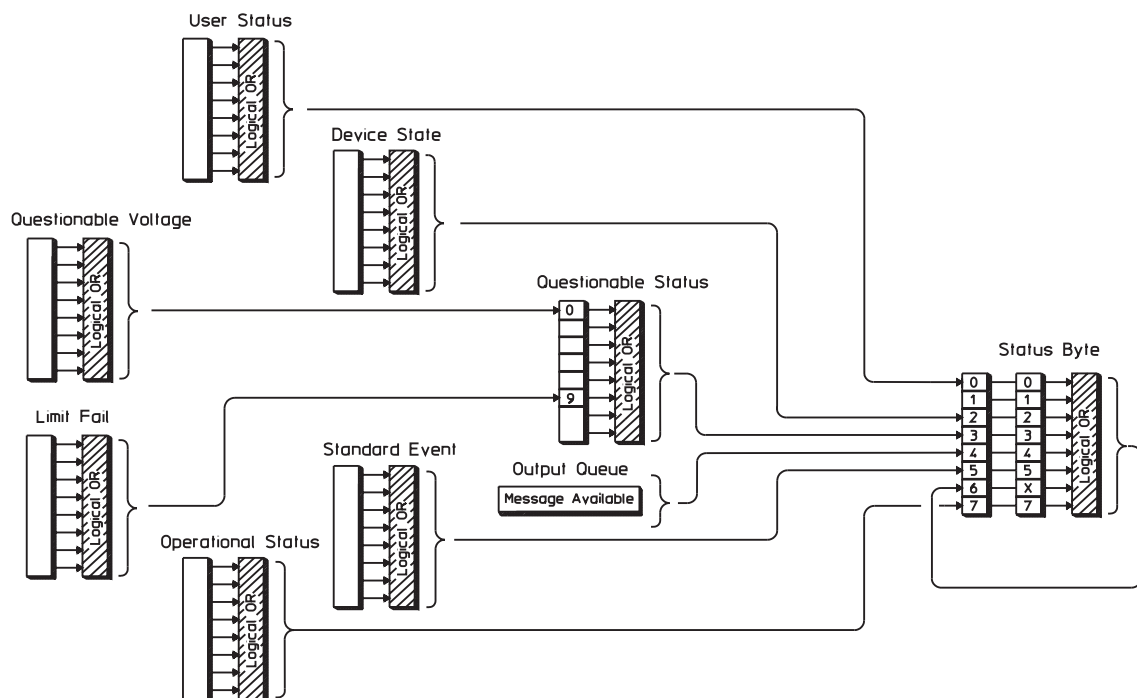 User Status
Logical OR
Device State
Logical OR
Questionable Voltage
Logical OR
Questionable Status
0
9
Logical OR
Status Byte
0 0
1 1
2 2
3 3
4 4
5 5
6 X
7 7
Logical OR
Limit Fail
Logical OR
Standard Event
Logical OR
Output Queue
Message Available
Operational Status
Logical OR